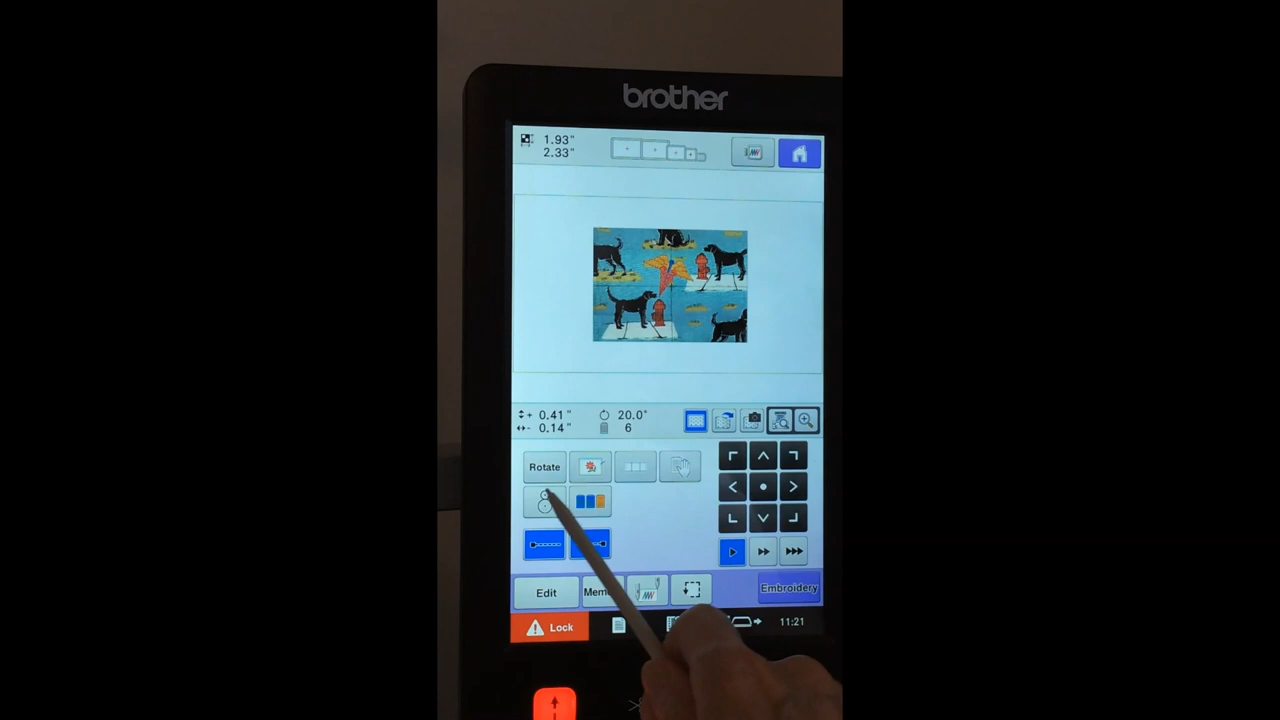 brother
1.93"
2.33"
+ 0.41"
20.0°
- 0.14"
6
Rotate
Edit
Embroidery
Lock
11:21